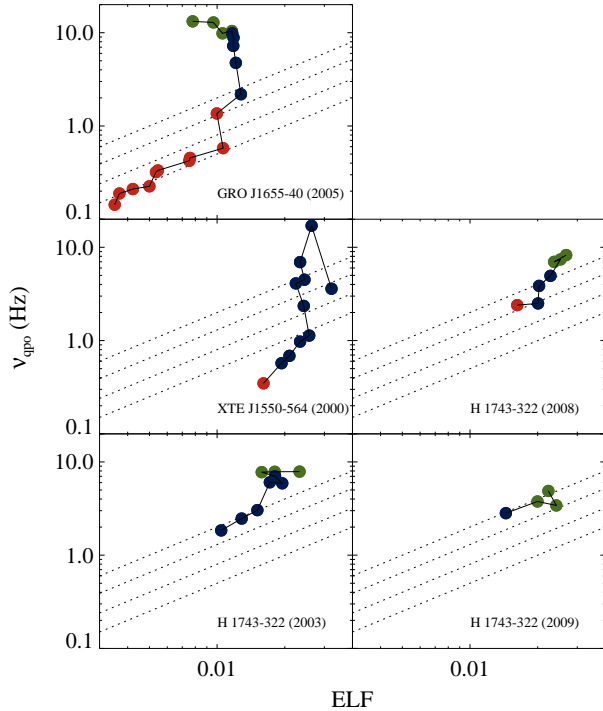 10.0
1.0
0.1
GRO J1655-40 (2005)
10.0
1.0
0.1
XTE J1550-564 (2000)
H 1743-322 (2008)
10.0
1.0
0.1
H 1743-322 (2003)
H 1743-322 (2009)
0.01
0.01
ELF
νqpo (Hz)